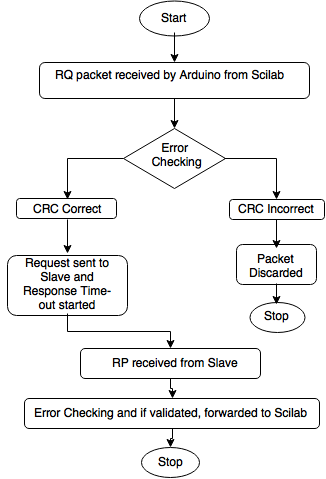 Start
RQ packet received by Arduino from Scilab
Error
Checking
CRC Correct
CRC Incorrect
Request sent to
Slave and
Response Time-
out started
Packet
Discarded
Stop
RP received from Slave
Error Checking and if validated, forwarded to Scilab
Stop